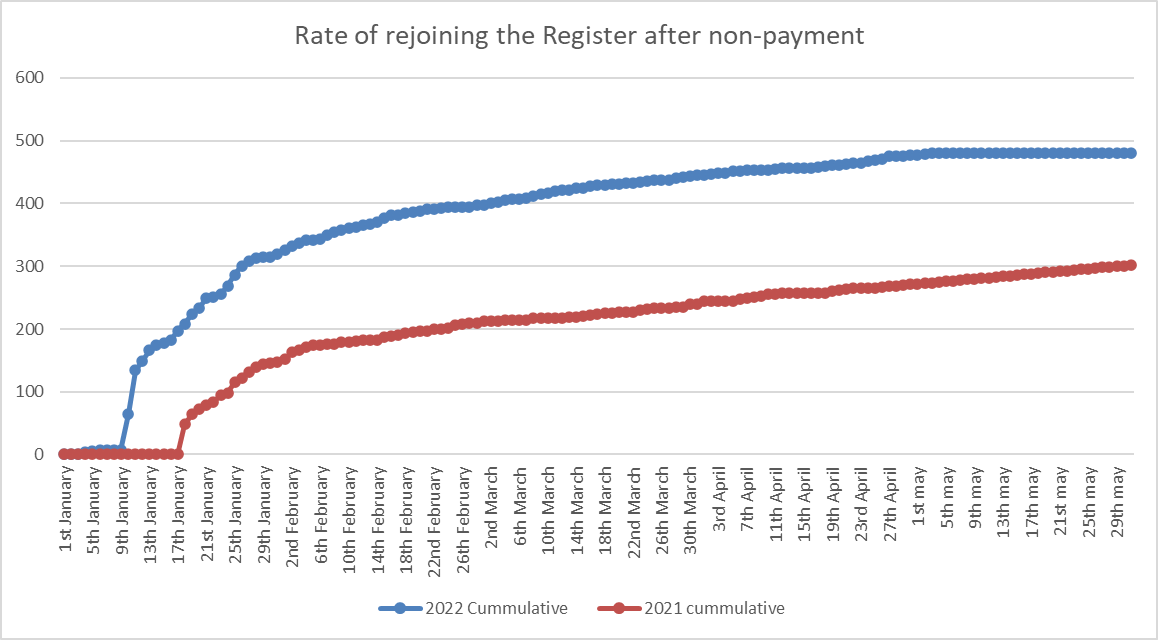 Rate of rejoining the Register after non-payment
600
500
400
300
200
100
0
1st January
5th January
9th January
13th January
17th January
21st January
25th January
29th January
2nd February
6th February
10th February
14th February
18th February
22nd February
26th February
2nd March
6th March
10th March
14th March
18th March
22nd March
26th March
30th March
3rd April
7th April
11th April
15th April
19th April
23rd April
27th April
1st may
5th may
9th may
13th may
17th may
21st may
25th may
29th may
2022 Cummulative
2021 cummulative